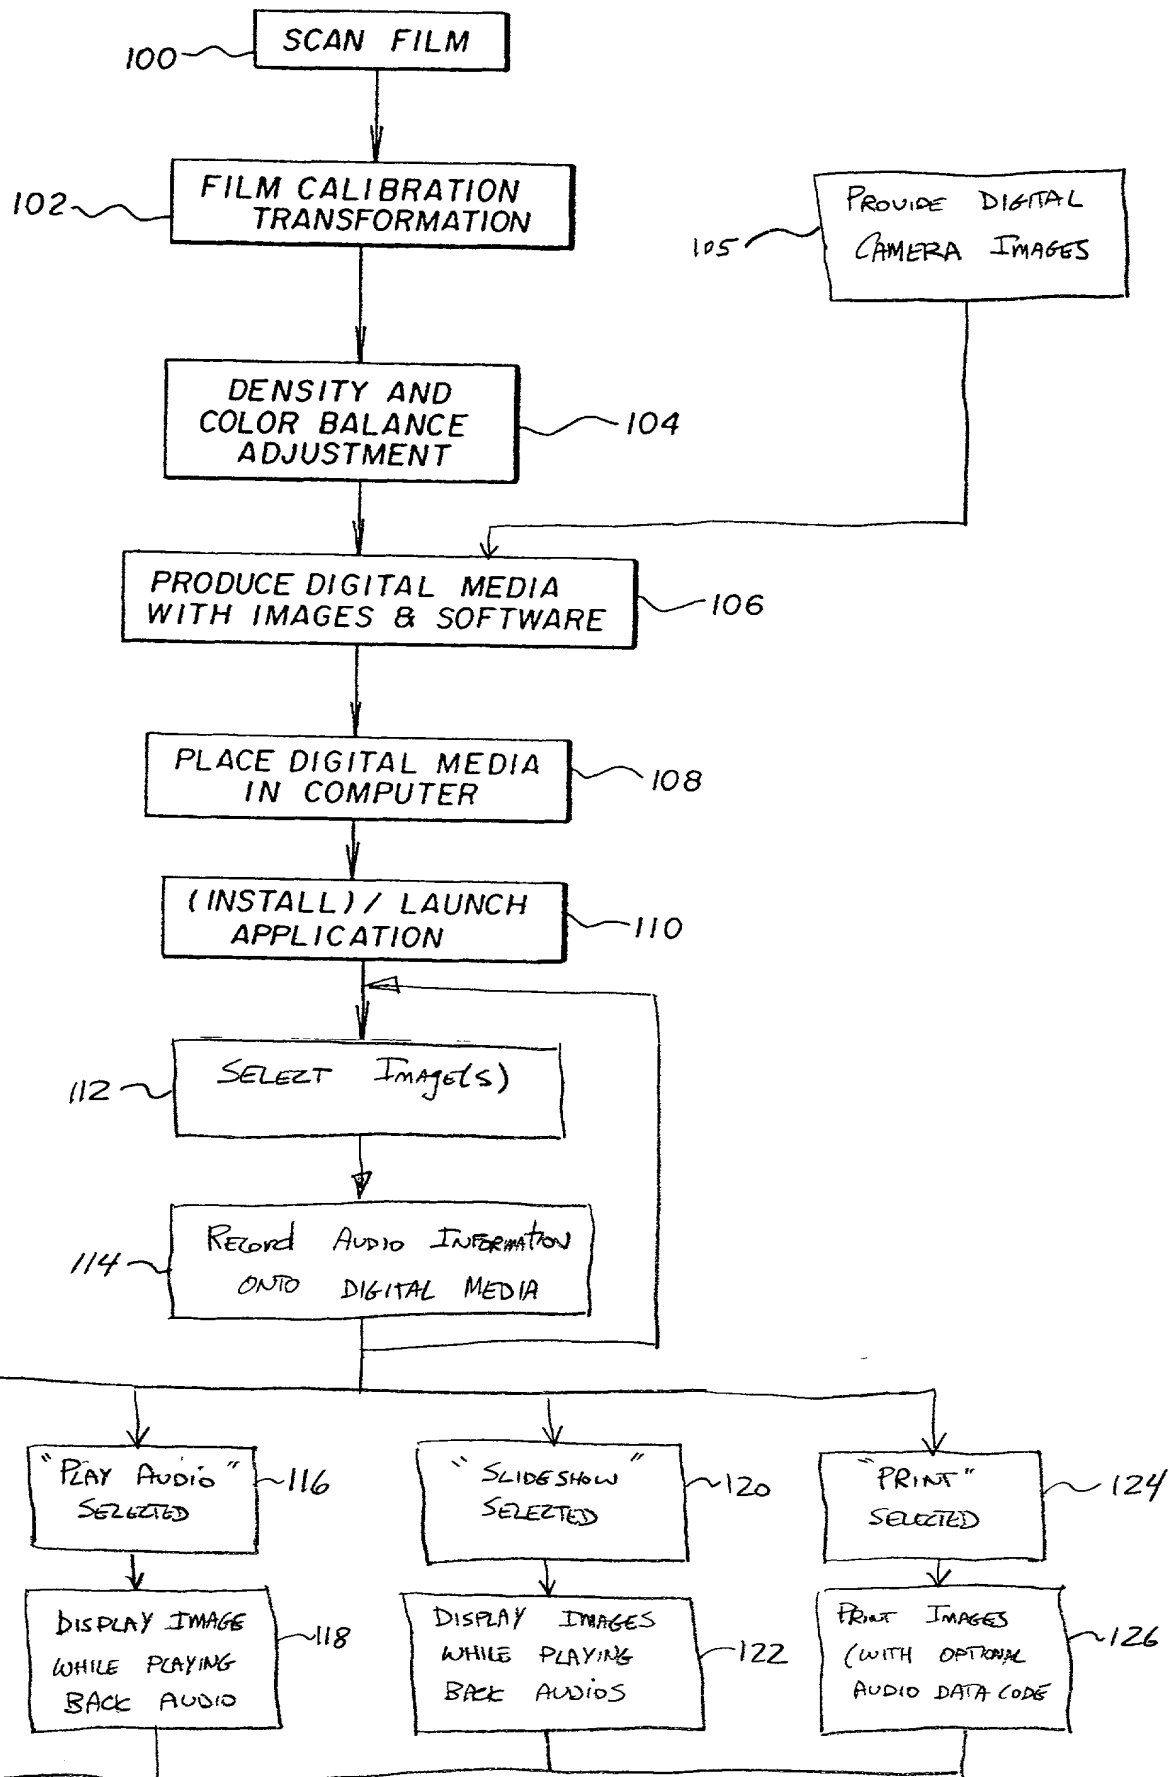 SCAN FILM
100
FILM CALIBRATION
TRANSFORMATION
102
PROVIDE DIGITAL
CAMERA IMAGES
105
DENSITY AND
COLOR BALANCE
ADJUSTMENT
104
PRODUCE DIGITAL MEDIA
WITH IMAGES & SOFTWARE
106
PLACE DIGITAL MEDIA
IN COMPUTER
108
(INSTALL) / LAUNCH
APPLICATION
110
SELECT IMAGE(S)
112
RECORD AUDIO INFORMATION
ONTO DIGITAL MEDIA
114
"PLAY AUDIO"
SELECTED
116
"SLIDESHOW"
SELECTED
120
"PRINT"
SELECTED
124
DISPLAY IMAGE
WHILE PLAYING
BACK AUDIO
118
DISPLAY IMAGES
WHILE PLAYING
BACK AUDIOS
122
PRINT IMAGES
(WITH OPTIONAL
AUDIO DATA CODE
126